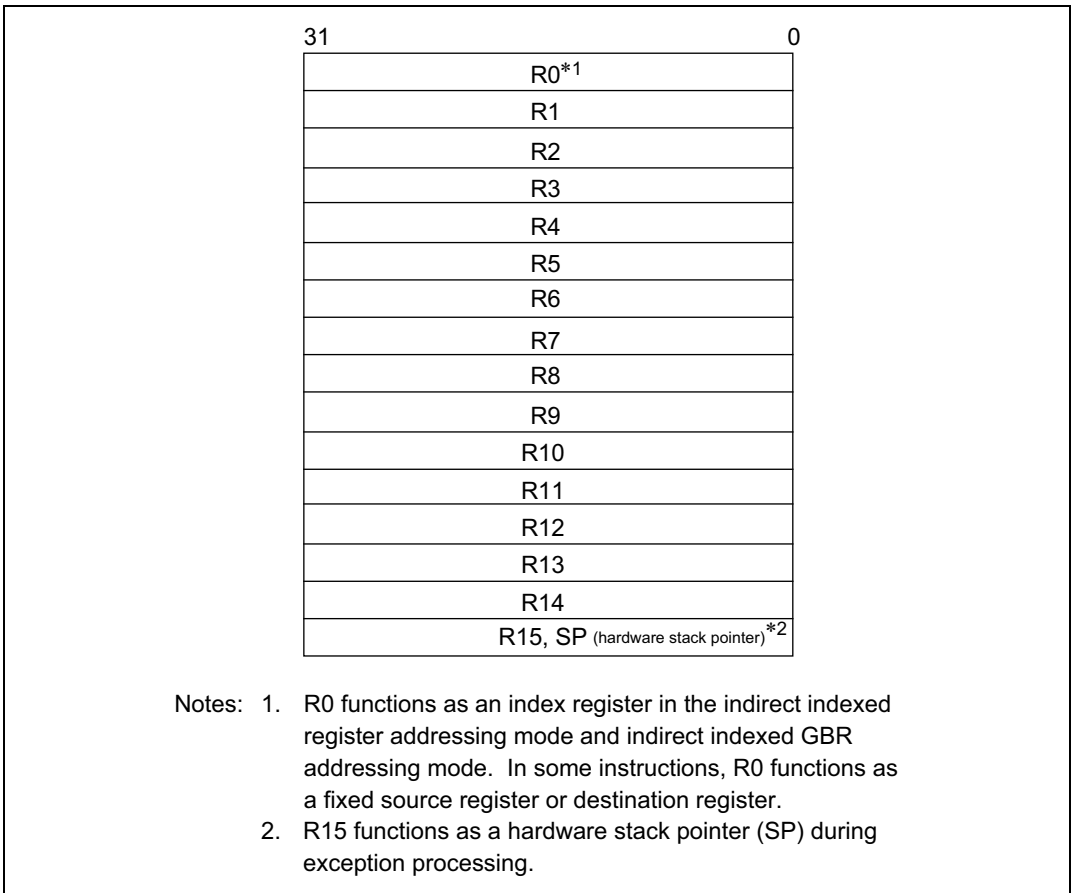 31 0
R0*1
R1
R2
R3
R4
R5
R6
R7
R8
R9
R10
R11
R12
R13
R14
R15, SP (hardware stack pointer)*2
Notes: 1. R0 functions as an index register in the indirect indexed
register addressing mode and indirect indexed GBR
addressing mode. In some instructions, R0 functions as
a fixed source register or destination register.
2. R15 functions as a hardware stack pointer (SP) during
exception processing.